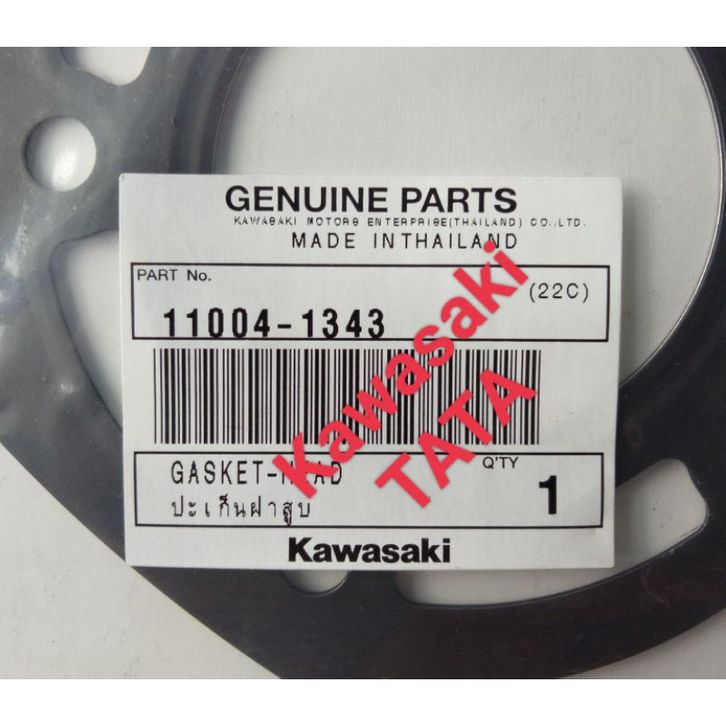 GENUINE PARTS
KAWASAKI MOTORS ENTERPRISE(THAILAND) CO.,LTD.
MADE INTHAILAND
PART No.
11004-1343
(22C)
GASKET-HEAD
ปะเก็นฝาสูบ
Q'TY
1
Kawasaki
Kawasaki
TATA